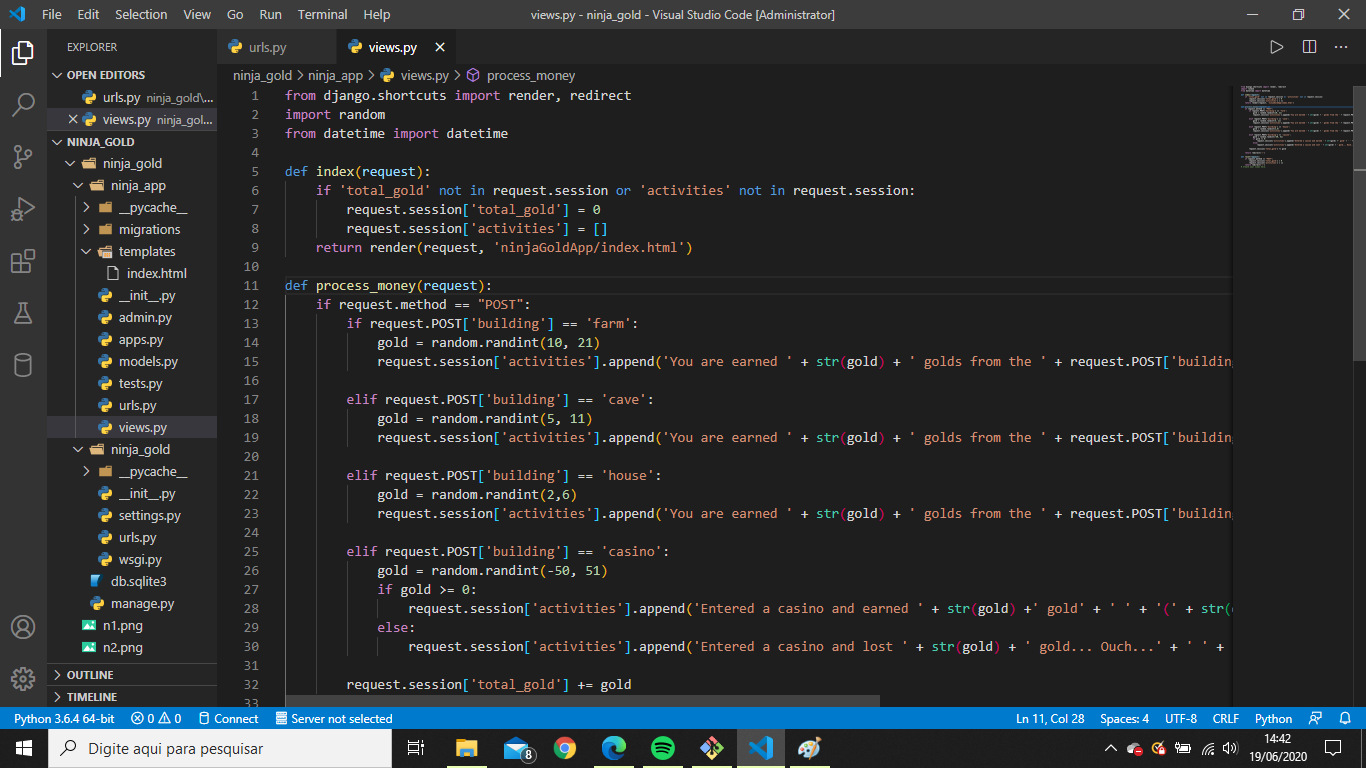 File Edit Selection View Go Run Terminal Help views.py - ninja_gold - Visual Studio Code [Administrator]
EXPLORER
OPEN EDITORS
urls.py ninja_gold\...
views.py ninja_gol...
NINJA_GOLD
ninja_gold
ninja_app
__pycache__
migrations
templates
index.html
__init__.py
admin.py
apps.py
models.py
tests.py
urls.py
views.py
ninja_gold
__pycache__
__init__.py
settings.py
urls.py
wsgi.py
db.sqlite3
manage.py
n1.png
n2.png
OUTLINE
TIMELINE
urls.py views.py
ninja_gold > ninja_app > views.py > process_money
1 from django.shortcuts import render, redirect
2 import random
3 from datetime import datetime
4
5 def index(request):
6 if 'total_gold' not in request.session or 'activities' not in request.session:
7 request.session['total_gold'] = 0
8 request.session['activities'] = []
9 return render(request, 'ninjaGoldApp/index.html')
10
11 def process_money(request):
12 if request.method == "POST":
13 if request.POST['building'] == 'farm':
14 gold = random.randint(10, 21)
15 request.session['activities'].append('You are earned ' + str(gold) + ' golds from the ' + request.POST['building
16
17 elif request.POST['building'] == 'cave':
18 gold = random.randint(5, 11)
19 request.session['activities'].append('You are earned ' + str(gold) + ' golds from the ' + request.POST['building
20
21 elif request.POST['building'] == 'house':
22 gold = random.randint(2,6)
23 request.session['activities'].append('You are earned ' + str(gold) + ' golds from the ' + request.POST['building
24
25 elif request.POST['building'] == 'casino':
26 gold = random.randint(-50, 51)
27 if gold >= 0:
28 request.session['activities'].append('Entered a casino and earned ' + str(gold) +' gold' + ' ' + '(' + str(
29 else:
30 request.session['activities'].append('Entered a casino and lost ' + str(gold) + ' gold... Ouch...' + ' ' +
31
32 request.session['total_gold'] += gold
33
Python 3.6.4 64-bit 0 0 Connect Server not selected Ln 11, Col 28 Spaces: 4 UTF-8 CRLF Python
Digite aqui para pesquisar 8 14:42
19/06/2020